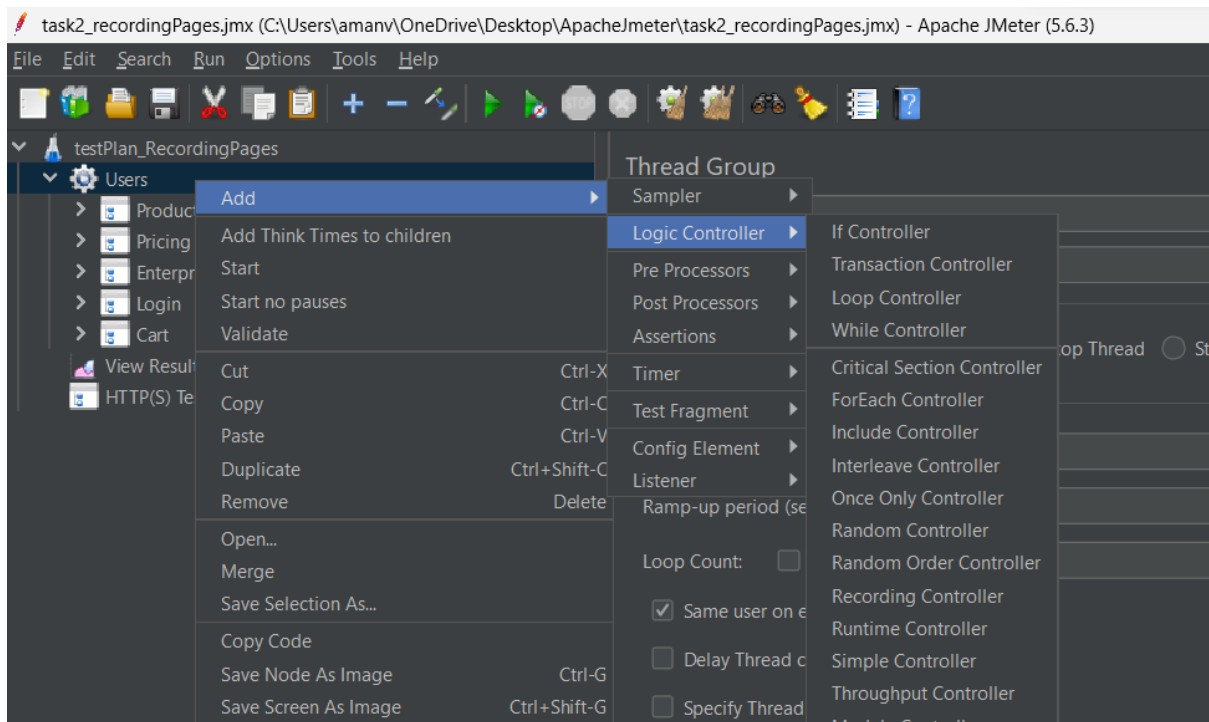 task2_recordingPages.jmx (C:\Users\amanv\OneDrive\Desktop\ApacheJmeter\task2_recordingPages.jmx) - Apache JMeter (5.6.3)
File Edit Search Run Options Tools Help
STOP
testPlan_RecordingPages
Users
Produc
Pricing
Enterpr
Login
Cart
View Result
HTTP(S) Te
Add
Add Think Times to children
Start
Start no pauses
Validate
Cut Ctrl-X
Copy Ctrl-C
Paste Ctrl-V
Duplicate Ctrl+Shift-C
Remove Delete
Open...
Merge
Save Selection As...
Copy Code
Save Node As Image Ctrl-G
Save Screen As Image Ctrl+Shift-G
Thread Group
Sampler
Logic Controller
Pre Processors
Post Processors
Assertions
Timer
Test Fragment
Config Element
Listener
Ramp-up period (se
Loop Count:
Same user on e
Delay Thread c
Specify Thread
If Controller
Transaction Controller
Loop Controller
While Controller
Critical Section Controller
ForEach Controller
Include Controller
Interleave Controller
Once Only Controller
Random Controller
Random Order Controller
Recording Controller
Runtime Controller
Simple Controller
Throughput Controller
op Thread St